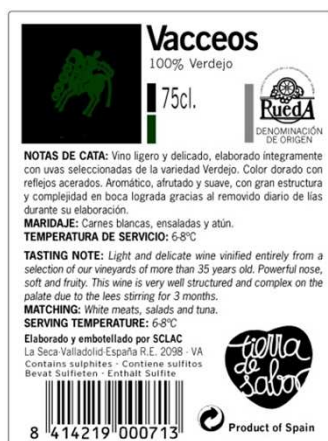 Vacceos
100% Verdejo
75cl.
RuedA
DENOMINACIÓN
DE ORIGEN
NOTAS DE CATA: Vino ligero y delicado, elaborado íntegramente
con uvas seleccionadas de la variedad Verdejo. Color dorado con
reflejos acerados. Aromático, afrutado y suave, con gran estructura
y complejidad en boca lograda gracias al removido diario de lías
durante su elaboración.
MARIDAJE: Carnes blancas, ensaladas y atún.
TEMPERATURA DE SERVICIO: 6-8ºC
TASTING NOTE: Light and delicate wine vinified entirely from a
selection of our vineyards of more than 35 years old. Powerful nose,
soft and fruity. This wine is very well structured and complex on the
palate due to the lees stirring for 3 months.
MATCHING: White meats, salads and tuna.
SERVING TEMPERATURE: 6-8ºC
Elaborado y embotellado por SCLAC
La Seca-Valladolid-España R.E. 2098 - VA
Contains sulphites - Contiene sulfitos
Bevat Sulfieten - Enthält Sulfite
tierra
de
sabor
8 414219 000713
Product of Spain